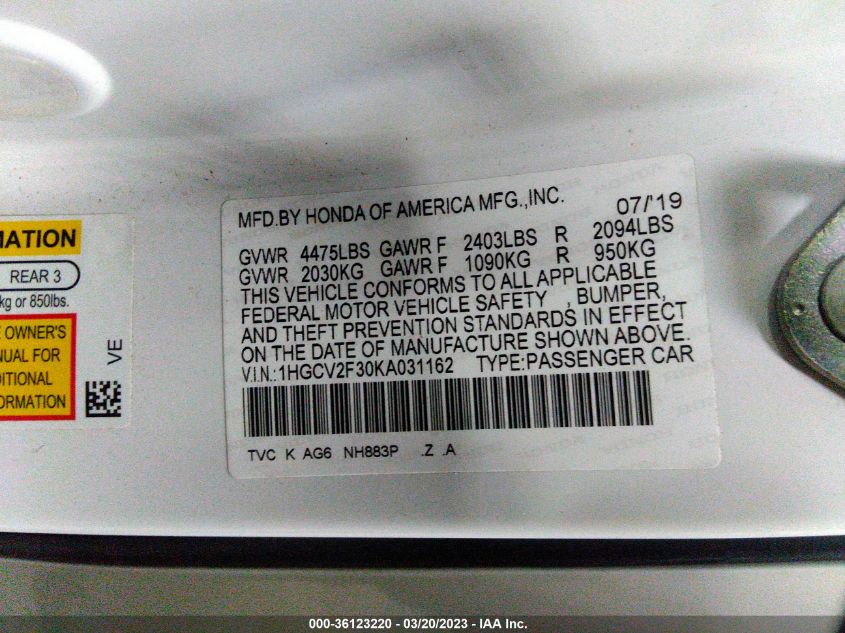 MATION
REAR 3
kg or 850lbs.
OWNER'S
NUAL FOR
DITIONAL
FORMATION
VE
MFD.BY HONDA OF AMERICA MFG.,INC. 07/'19
GVWR 4475LBS GAWR F 2403LBS R 2094LBS
GVWR 2030KG GAWR F 1090KG R 950KG
THIS VEHICLE CONFORMS TO ALL APPLICABLE
FEDERAL MOTOR VEHICLE SAFETY , BUMPER,
AND THEFT PREVENTION STANDARDS IN EFFECT
ON THE DATE OF MANUFACTURE SHOWN ABOVE.
V.I.N.:1HGCV2F30KA031162 TYPE:PASSENGER CAR
TVC K AG6 NH883P .Z .A
000-36123220 - 03/20/2023 - IAA Inc.